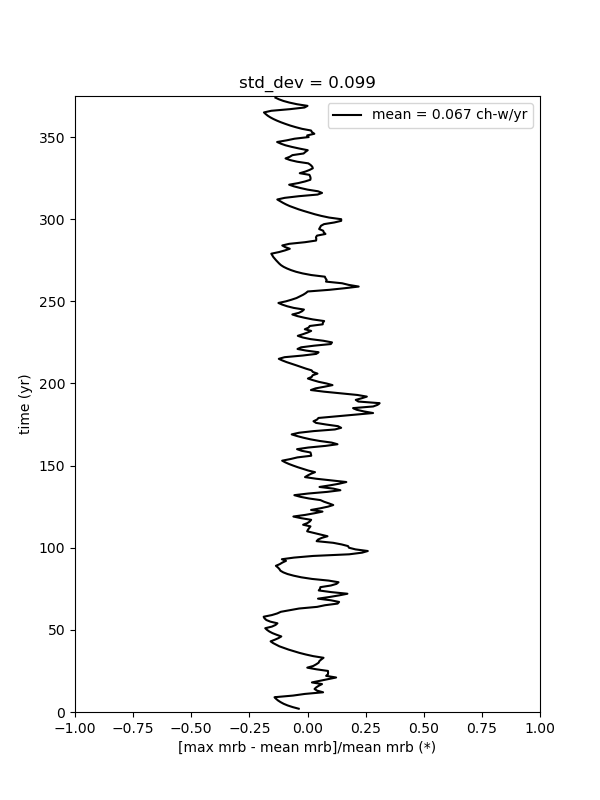 std_dev = 0.099
mean = 0.067 ch-w/yr
350
300
250
200
150
100
50
0
time (yr)
−1.00 −0.75 −0.50 −0.25 0.00 0.25 0.50 0.75 1.00
[max mrb - mean mrb]/mean mrb (*)